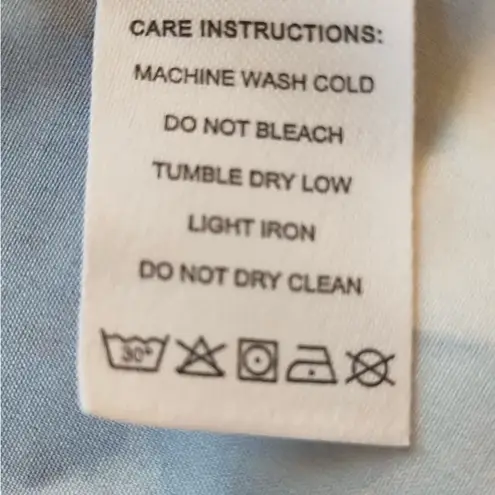 CARE INSTRUCTIONS:
MACHINE WASH COLD
DO NOT BLEACH
TUMBLE DRY LOW
LIGHT IRON
DO NOT DRY CLEAN
30°